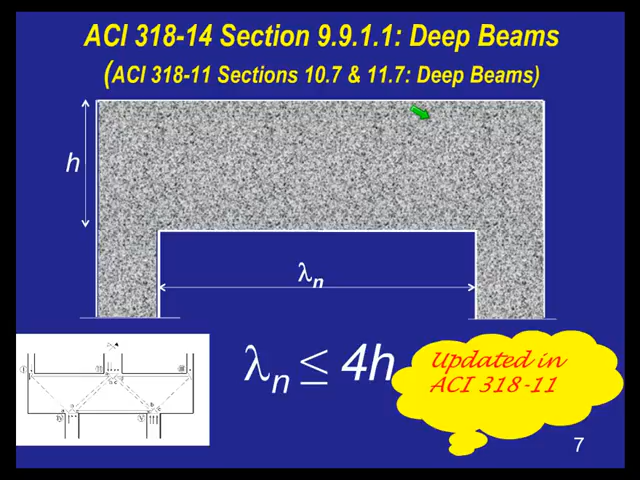 ACI 318-14 Section 9.9.1.1: Deep Beams
(ACI 318-11 Sections 10.7 & 11.7: Deep Beams)
h
λn
λn ≤ 4h
Updated in
ACI 318-11
7